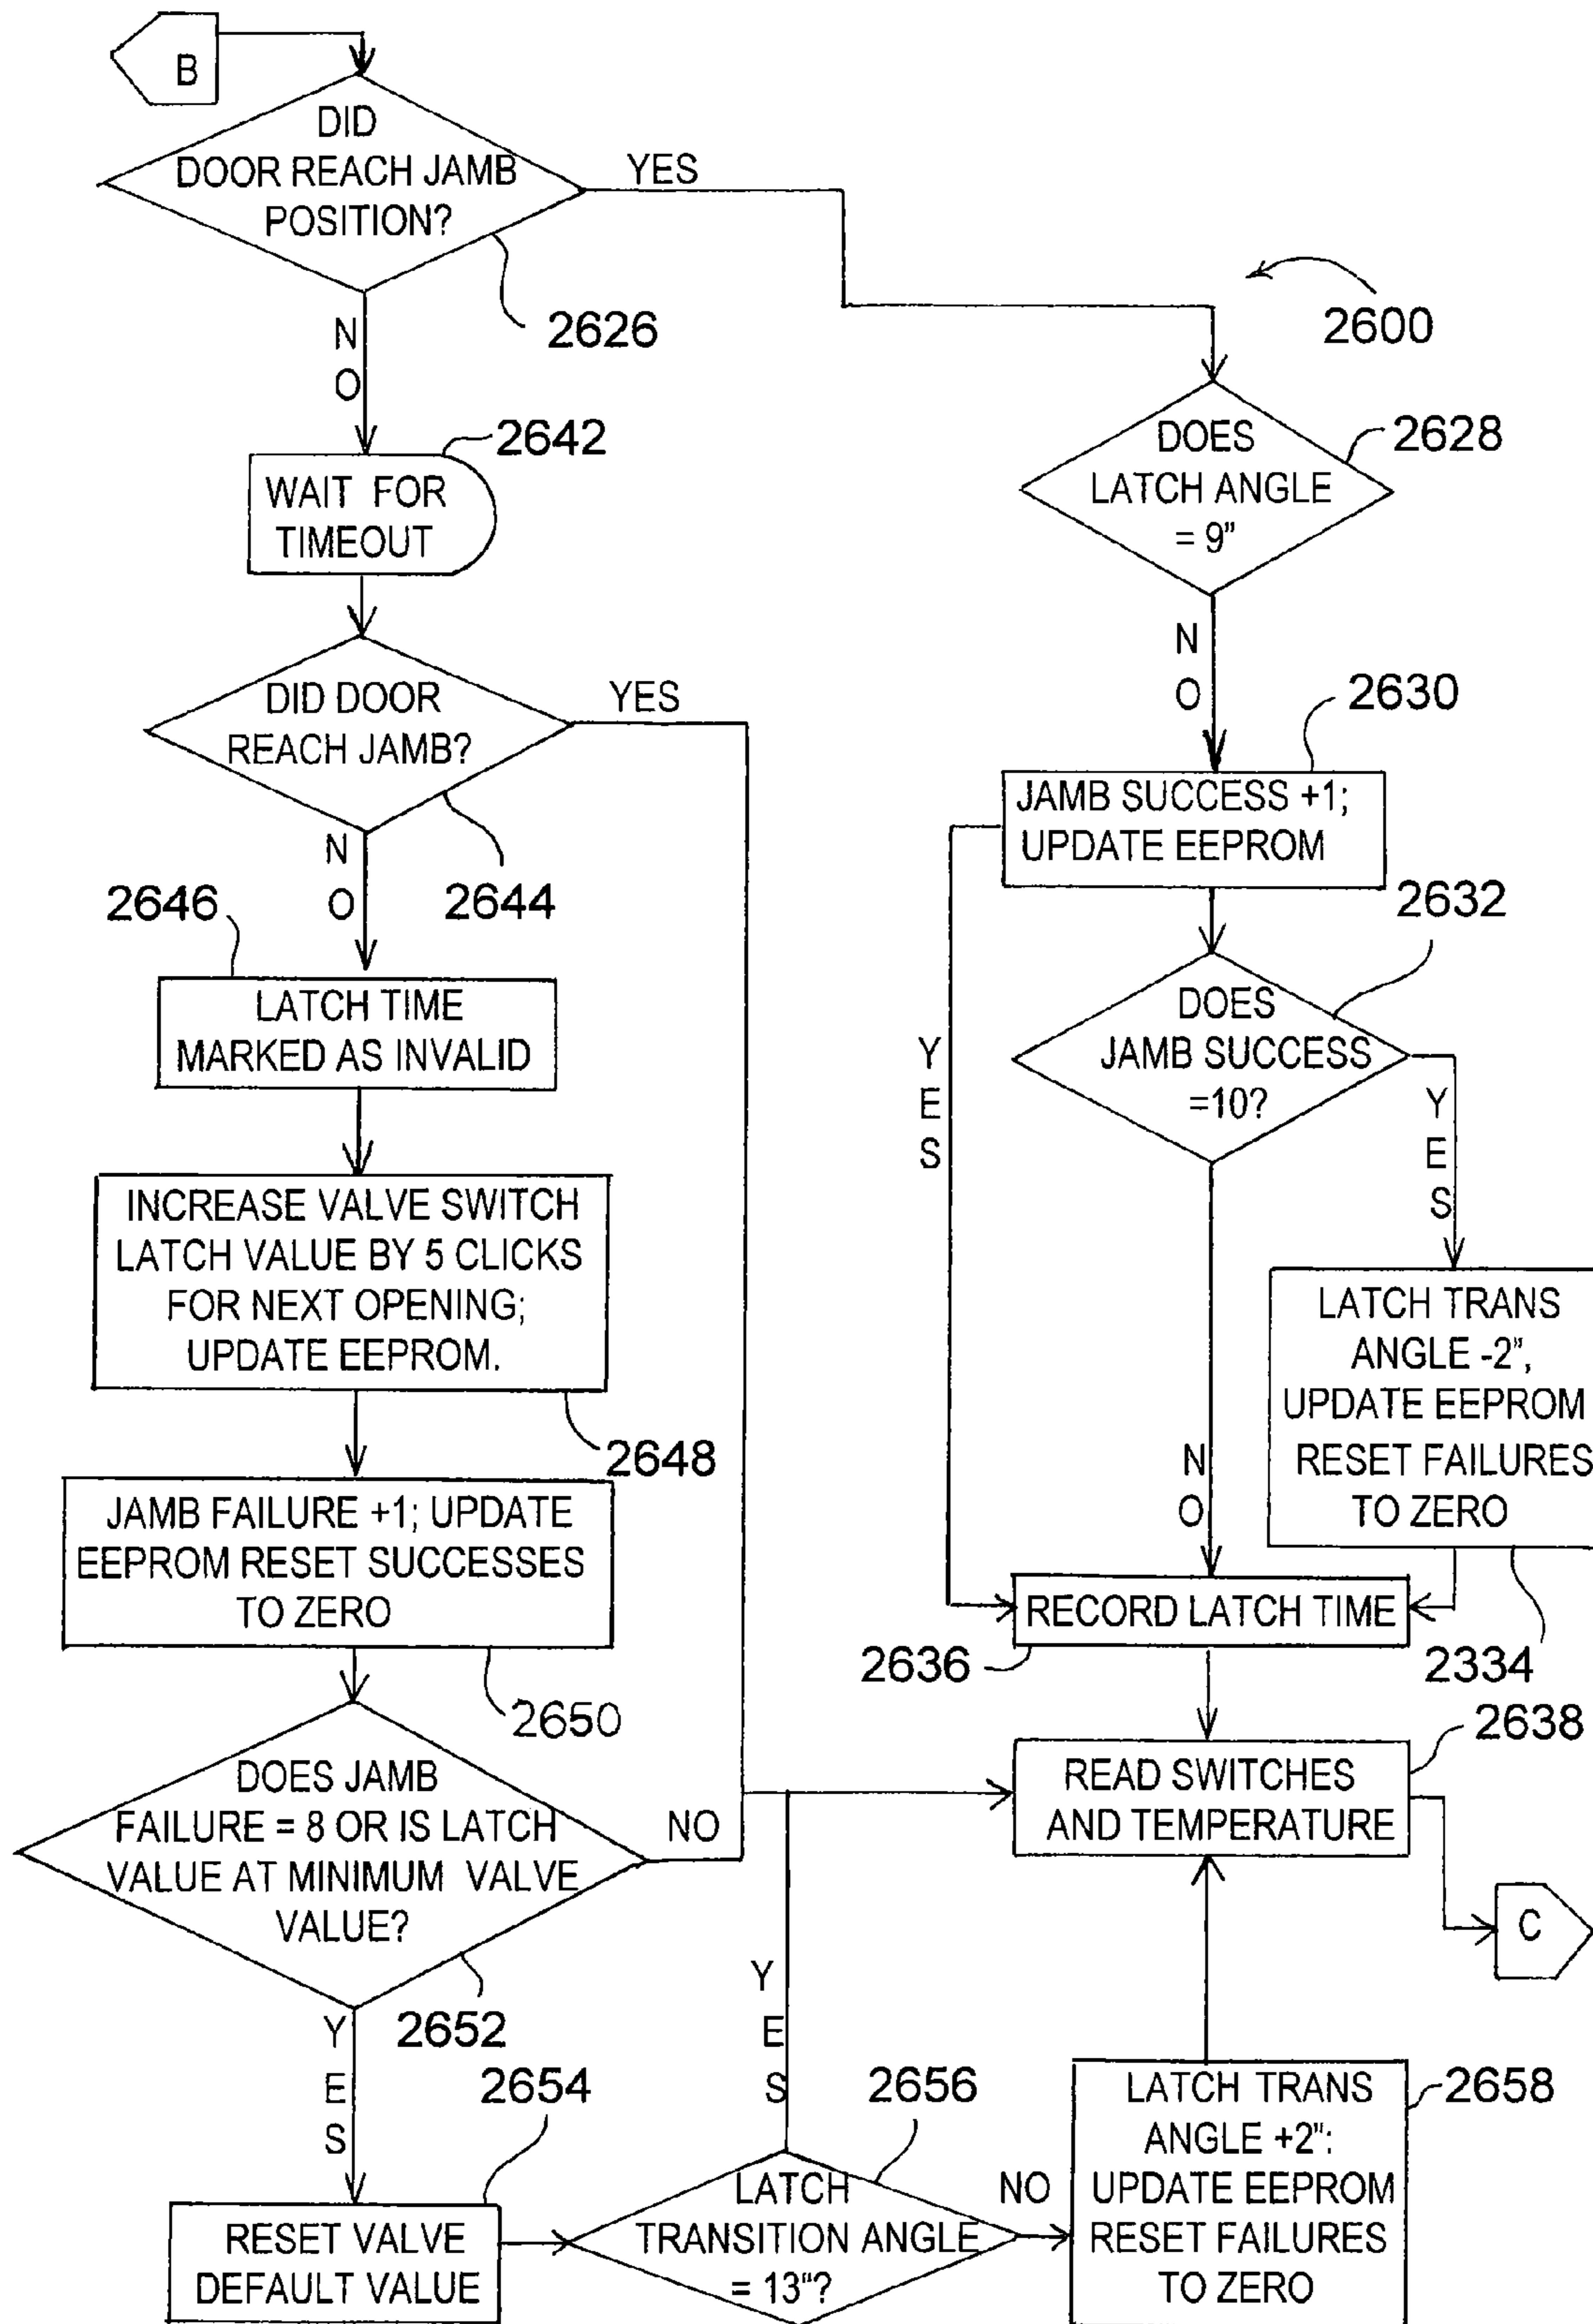 B
DID
DOOR REACH JAMB
POSITION?
YES
2626
NO
2600
2642
WAIT FOR
TIMEOUT
DOES
LATCH ANGLE
= 9"
2628
NO
DID DOOR
REACH JAMB?
YES
2644
NO
2630
JAMB SUCCESS +1;
UPDATE EEPROM
YES
2632
DOES
JAMB SUCCESS
=10?
YES
NO
2646
LATCH TIME
MARKED AS INVALID
INCREASE VALVE SWITCH
LATCH VALUE BY 5 CLICKS
FOR NEXT OPENING;
UPDATE EEPROM.
2648
LATCH TRANS
ANGLE -2",
UPDATE EEPROM
RESET FAILURES
TO ZERO
2334
JAMB FAILURE +1; UPDATE
EEPROM RESET SUCCESSES
TO ZERO
2650
RECORD LATCH TIME
2636
2638
READ SWITCHES
AND TEMPERATURE
C
DOES JAMB
FAILURE = 8 OR IS LATCH
VALUE AT MINIMUM VALVE
VALUE?
NO
2652
YES
2654
RESET VALVE
DEFAULT VALUE
YES
2656
LATCH
TRANSITION ANGLE
= 13"?
NO
2658
LATCH TRANS
ANGLE +2":
UPDATE EEPROM
RESET FAILURES
TO ZERO